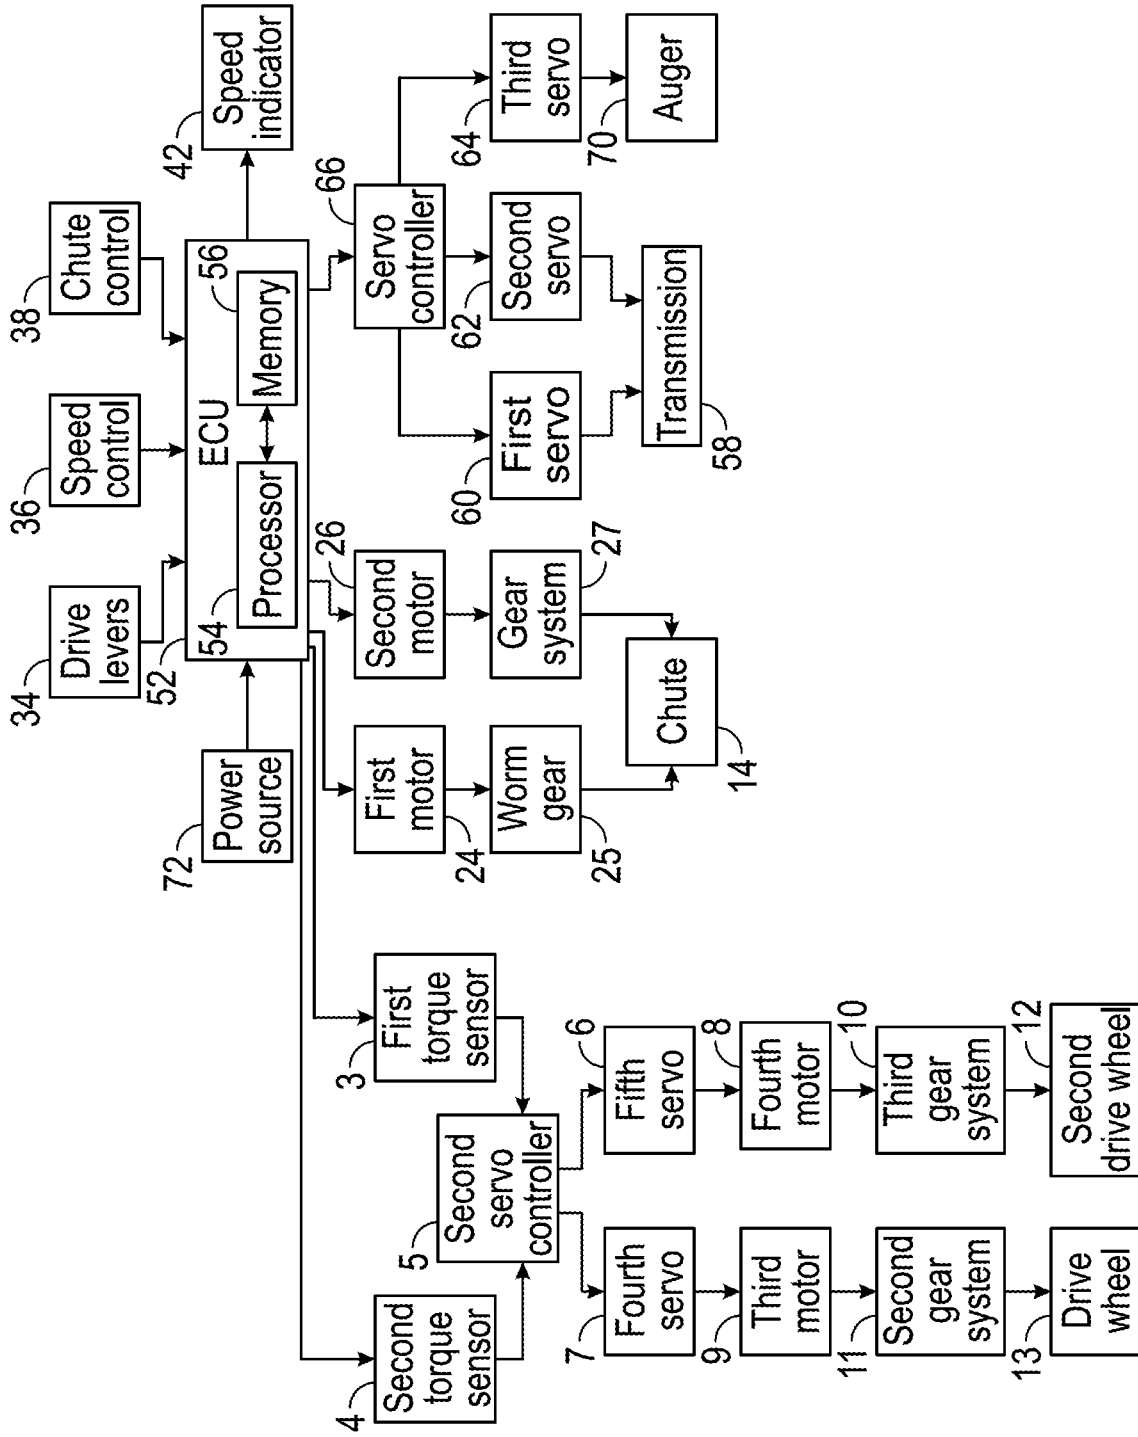 34
Drive
levers
36
Speed
control
38
Chute
control
72
Power
source
52
ECU
54
Processor
56
Memory
42
Speed
indicator
4
Second
torque
sensor
3
First
torque
sensor
24
First
motor
26
Second
motor
66
Servo
controller
5
Second
servo
controller
25
Worm
gear
27
Gear
system
60
First
servo
62
Second
servo
64
Third
servo
14
Chute
58
Transmission
70
Auger
7
Fourth
servo
6
Fifth
servo
9
Third
motor
8
Fourth
motor
11
Second
gear
system
10
Third
gear
system
13
Drive
wheel
12
Second
drive wheel